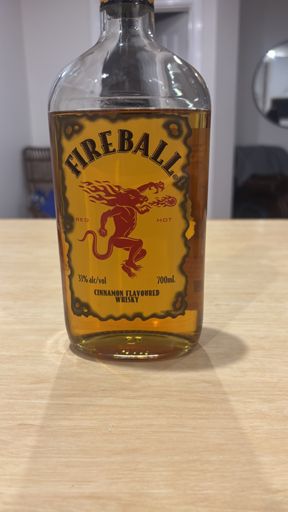 FIREBALL
RED HOT
33% alc/vol 700mL
CINNAMON FLAVOURED
WHISKY